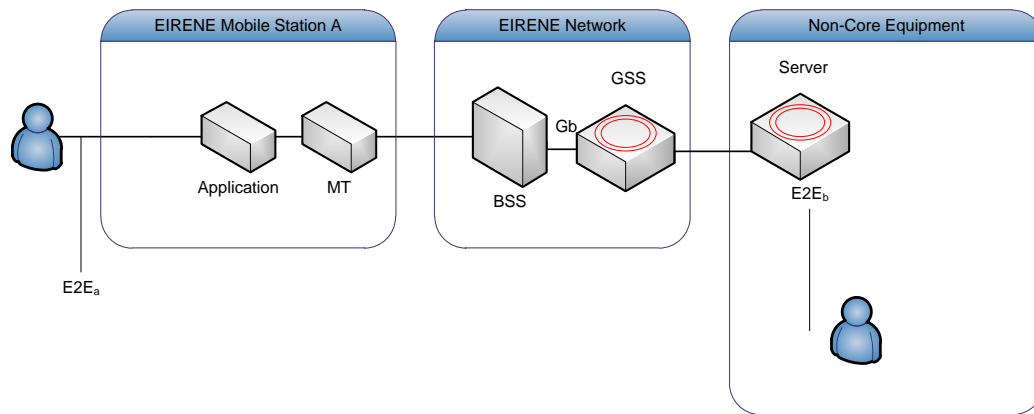 EIRENE Mobile Station A
EIRENE Network
Non-Core Equipment
Server
GSS
Gb
Application
MT
BSS
E2Eb
E2Ea